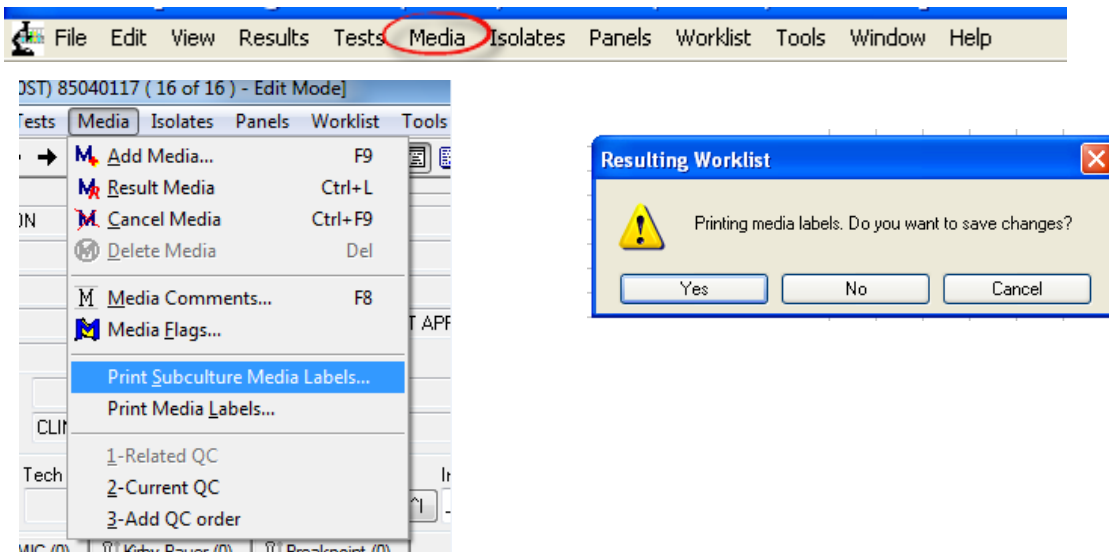 File Edit View Results Tests Media Isolates Panels Worklist Tools Window Help
OST) 85040117 ( 16 of 16 ) - Edit Mode]
Tests Media Isolates Panels Worklist Tools
Add Media... F9
Result Media Ctrl+L
Cancel Media Ctrl+F9
Delete Media Del
Media Comments... F8
Media Flags...
Print Subculture Media Labels...
Print Media Labels...
1-Related QC
2-Current QC
3-Add QC order
ON
T APP
CLIN
Tech
MIC (0) Kirby Bauer (0) Breakpoint (0)
Resulting Worklist
Printing media labels. Do you want to save changes?
Yes No Cancel